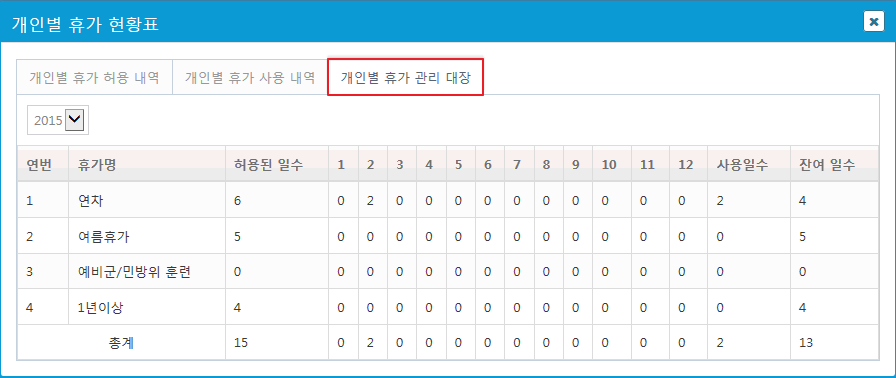 개인별 휴가 현황표
개인별 휴가 허용 내역 개인별 휴가 사용 내역 개인별 휴가 관리 대장
2015
연번 휴가명 허용된 일수 1 2 3 4 5 6 7 8 9 10 11 12 사용일수 잔여 일수
1 연차 6 0 2 0 0 0 0 0 0 0 0 0 0 2 4
2 여름휴가 5 0 0 0 0 0 0 0 0 0 0 0 0 0 5
3 예비군/민방위 훈련 0 0 0 0 0 0 0 0 0 0 0 0 0 0 0
4 1년이상 4 0 0 0 0 0 0 0 0 0 0 0 0 0 4
총계 15 0 2 0 0 0 0 0 0 0 0 0 0 2 13